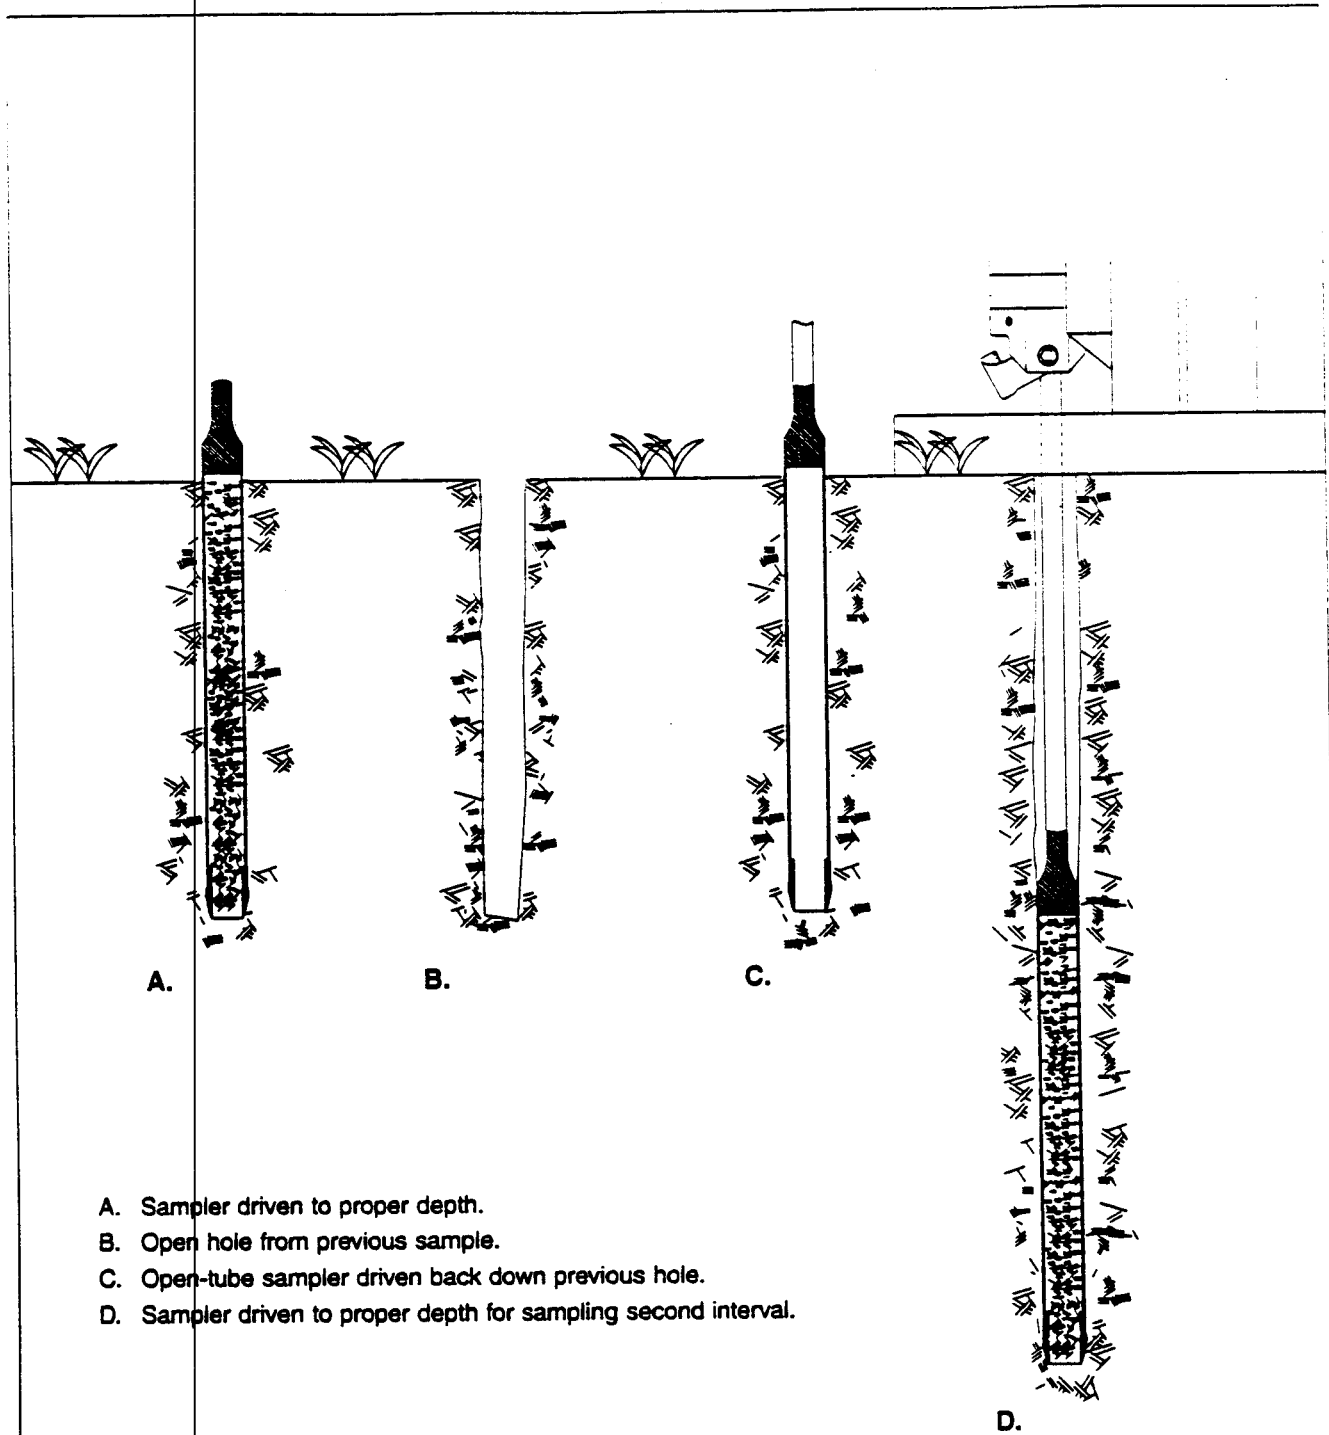 A.
B.
C.
A. Sampler driven to proper depth.
B. Open hole from previous sample.
C. Open-tube sampler driven back down previous hole.
D. Sampler driven to proper depth for sampling second interval.
D.